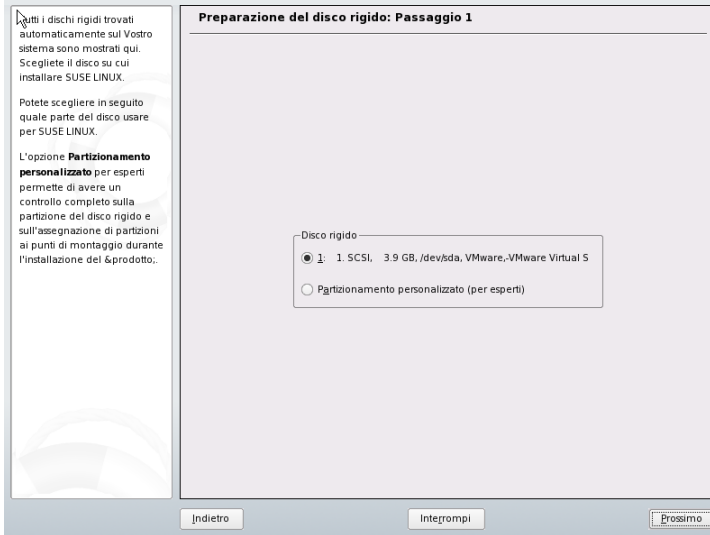 Tutti i dischi rigidi trovati
automaticamente sul Vostro
sistema sono mostrati qui.
Scegliete il disco su cui
installare SUSE LINUX.
Potete scegliere in seguito
quale parte del disco usare
per SUSE LINUX.
L'opzione Partizionamento
personalizzato per esperti
permette di avere un
controllo completo sulla
partizione del disco rigido e
sull'assegnazione di partizioni
ai punti di montaggio durante
l'installazione del &prodotto;.
Preparazione del disco rigido: Passaggio 1
Disco rigido
1: 1. SCSI, 3.9 GB, /dev/sda, VMware,-VMware Virtual S
Partizionamento personalizzato (per esperti)
Indietro
Interrompi
Prossimo